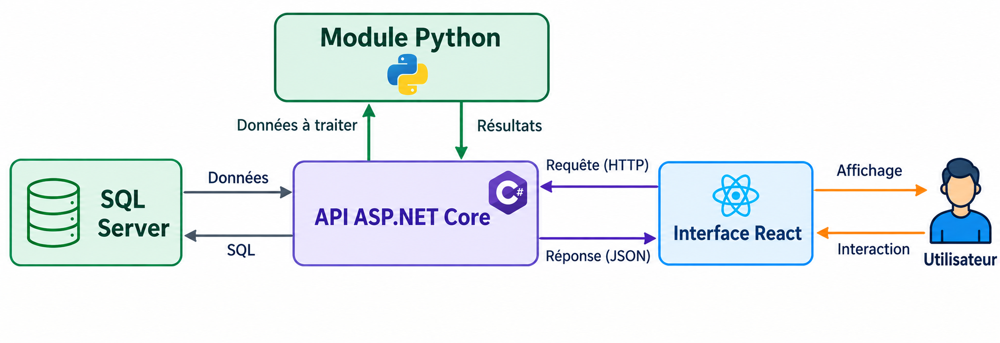 Module Python
Données à traiter
Résultats
SQL
Server
Données
SQL
API ASP.NET Core
C#
Requête (HTTP)
Réponse (JSON)
Interface React
Affichage
Interaction
Utilisateur